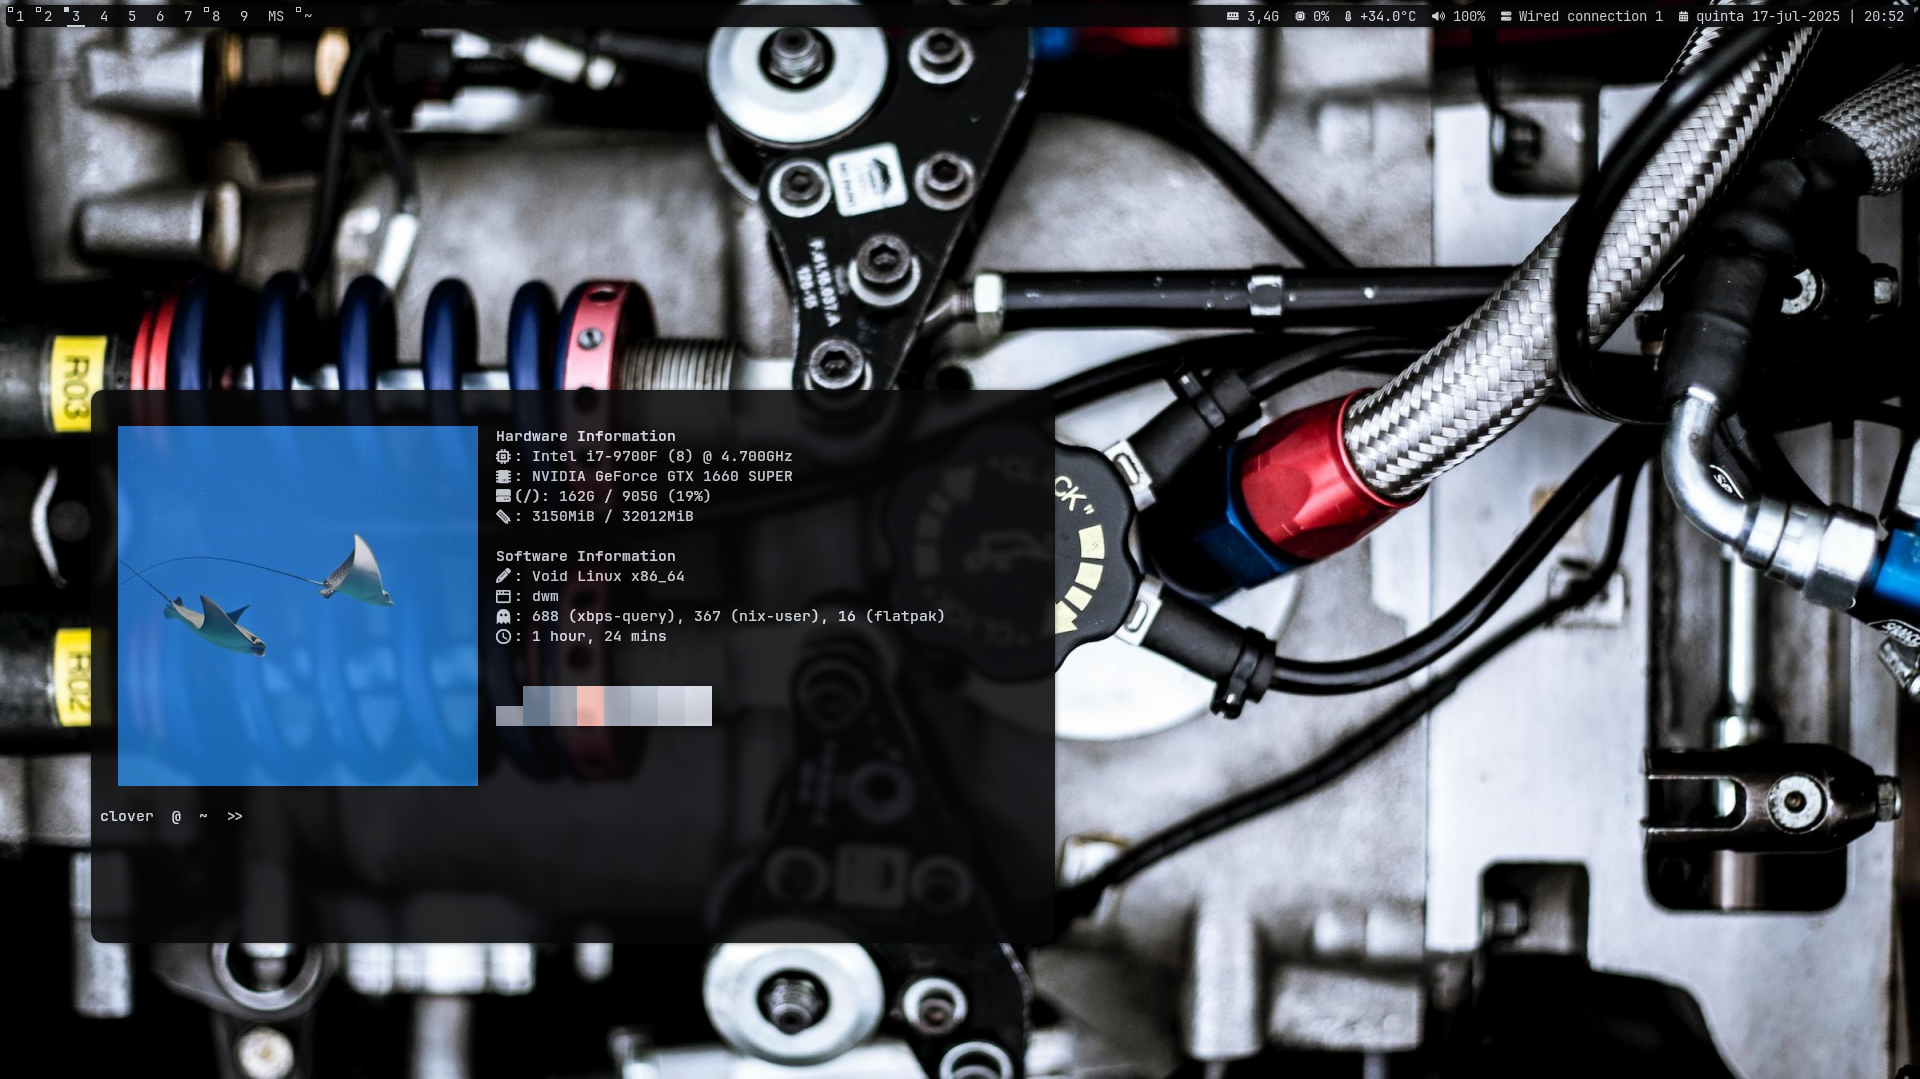 1 2 3 4 5 6 7 8 9 MS ~
3,4G 0% +34.0°C 100% Wired connection 1 quinta 17-jul-2025 | 20:52
R03
Hardware Information
: Intel i7-9700F (8) @ 4.700GHz
: NVIDIA GeForce GTX 1660 SUPER
(/): 162G / 905G (19%)
: 3150MiB / 32012MiB
Software Information
: Void Linux x86_64
: dwm
: 688 (xbps-query), 367 (nix-user), 16 (flatpak)
: 1 hour, 24 mins
R02
clover @ ~ >>